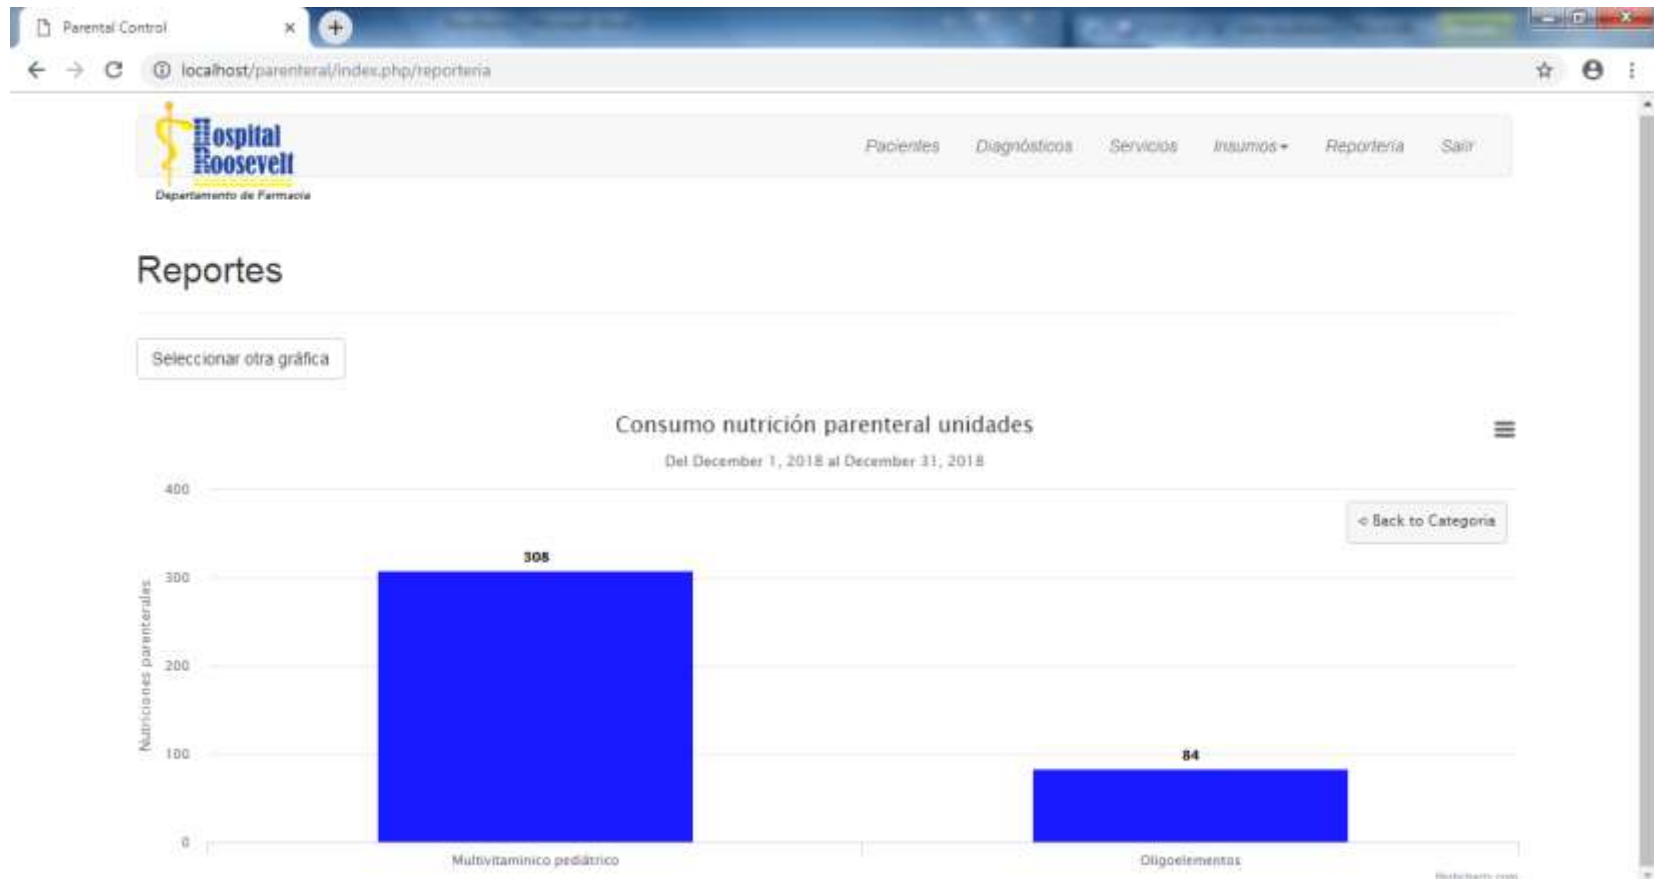 Parental Control
localhost/parenteral/index.php/reporteria
Hospital
Roosevelt
Departamento de Farmacia
Pacientes Diagnósticos Servicios Insumos Reportería Salir
Reportes
Seleccionar otra gráfica
Consumo nutrición parenteral unidades
Del December 1, 2018 al December 31, 2018
400
< Back to Categoria
308
300
Nutriciones parenterales
200
100
84
0
Multivitamínico pediátrico
Oligoelementos
Highcharts.com